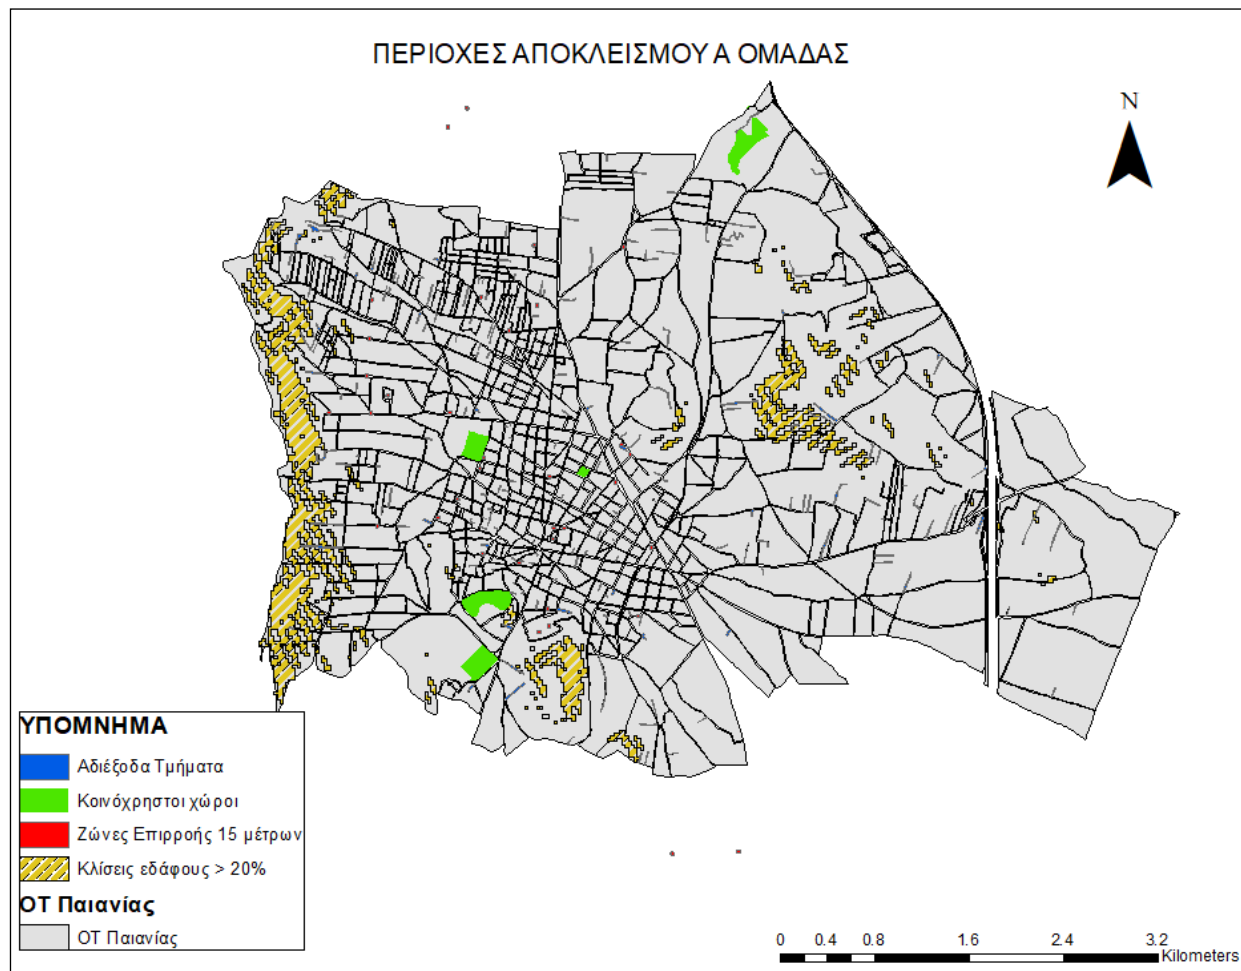 ΠΕΡΙΟΧΕΣ ΑΠΟΚΛΕΙΣΜΟΥ Α ΟΜΑΔΑΣ
N
ΥΠΟΜΝΗΜΑ
Αδιέξοδα Τμήματα
Κοινόχρηστοι χώροι
Ζώνες Επιρροής 15 μέτρων
Κλίσεις εδάφους > 20%
ΟΤ Παιανίας
ΟΤ Παιανίας
0 0.4 0.8 1.6 2.4 3.2
Kilometers